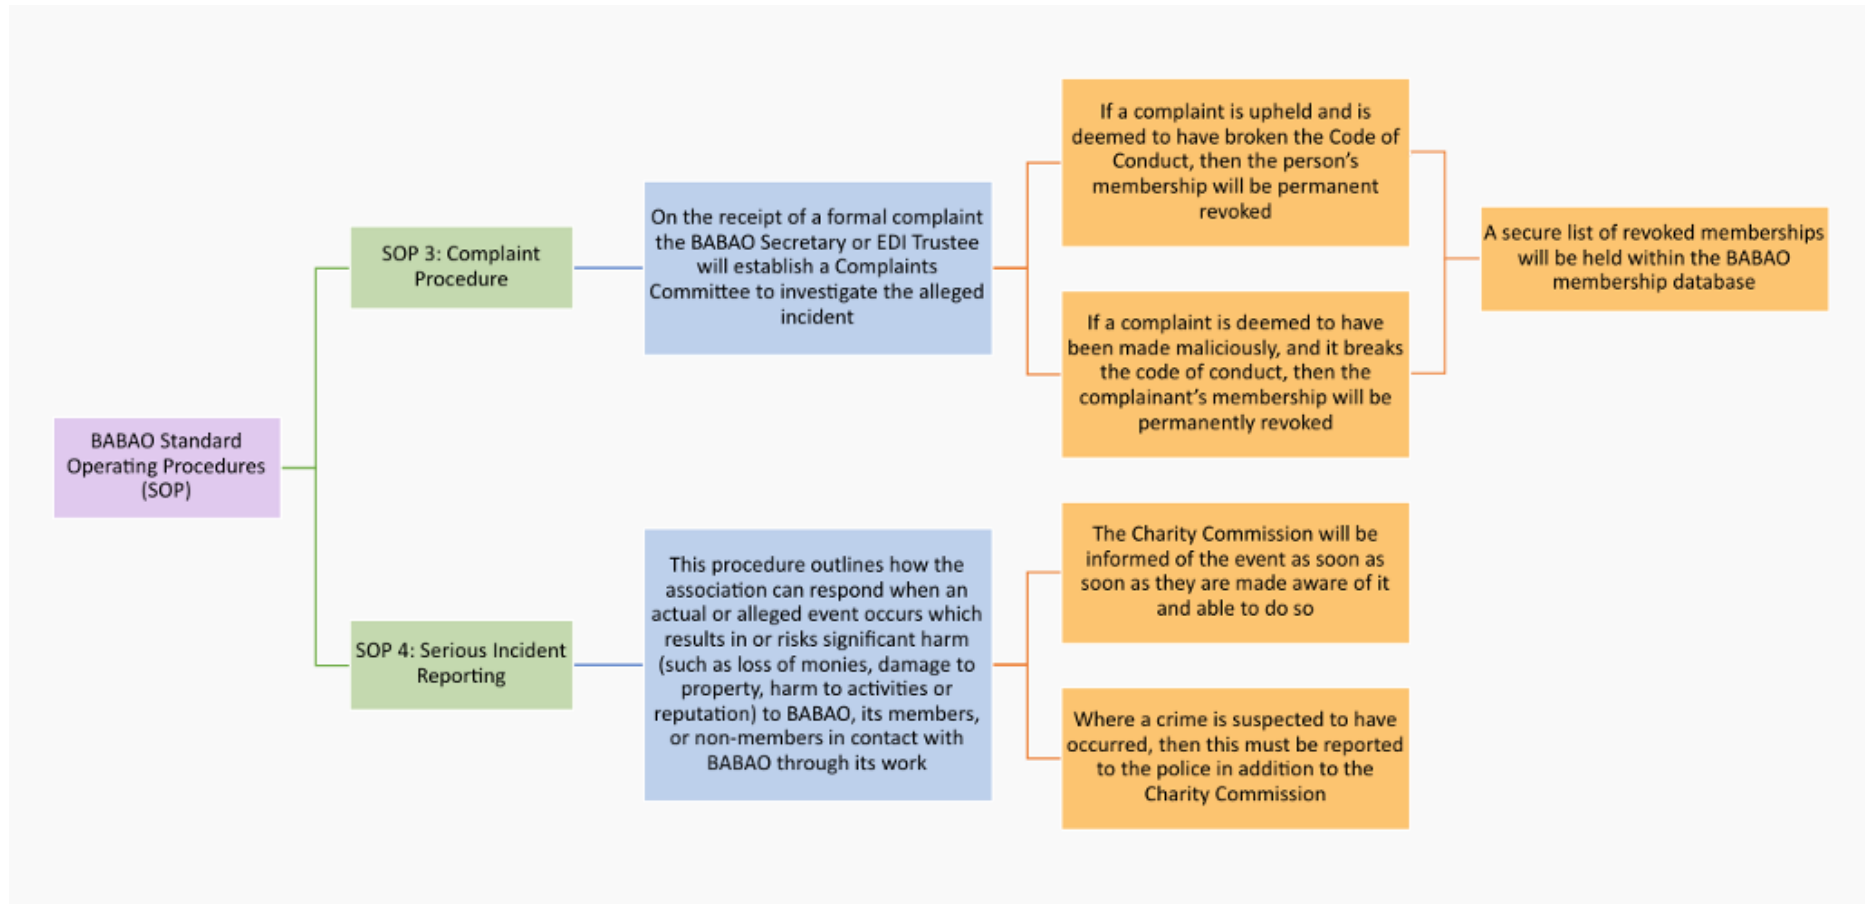 BABAO Standard
Operating Procedures
(SOP)
SOP 3: Complaint
Procedure
On the receipt of a formal complaint
the BABAO Secretary or EDI Trustee
will establish a Complaints
Committee to investigate the alleged
incident
If a complaint is upheld and is
deemed to have broken the Code of
Conduct, then the person’s
membership will be permanent
revoked
If a complaint is deemed to have
been made maliciously, and it breaks
the code of conduct, then the
complainant’s membership will be
permanently revoked
A secure list of revoked memberships
will be held within the BABAO
membership database
SOP 4: Serious Incident
Reporting
This procedure outlines how the
association can respond when an
actual or alleged event occurs which
results in or risks significant harm
(such as loss of monies, damage to
property, harm to activities or
reputation) to BABAO, its members,
or non-members in contact with
BABAO through its work
The Charity Commission will be
informed of the event as soon as
soon as they are made aware of it
and able to do so
Where a crime is suspected to have
occurred, then this must be reported
to the police in addition to the
Charity Commission